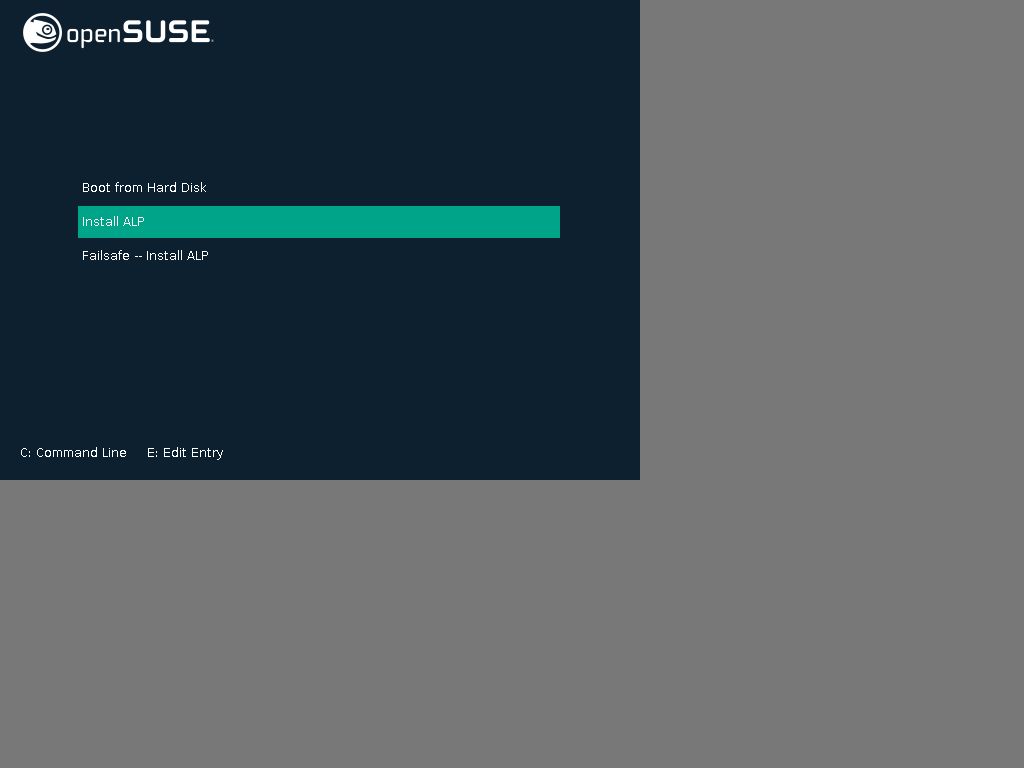 openSUSE
Boot from Hard Disk
Install ALP
Failsafe -- Install ALP
C: Command Line E: Edit Entry